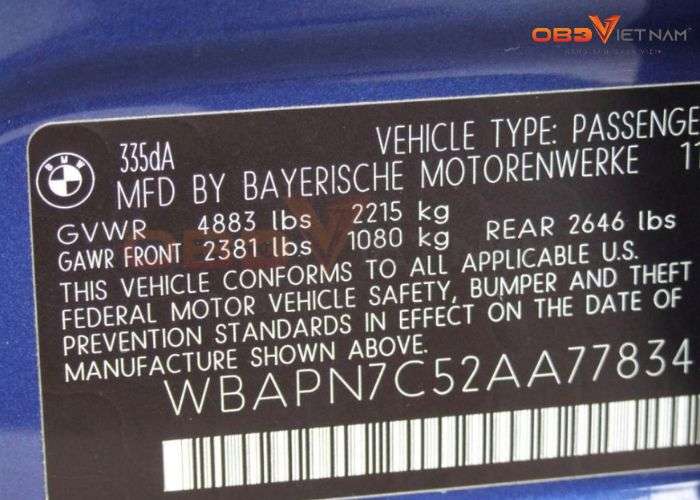 OBDVIETNAM
335dA
VEHICLE TYPE: PASSENGE
BMW
MFD BY BAYERISCHE MOTORENWERKE 11
GVWR 4883 lbs 2215 kg
GAWR FRONT 2381 lbs 1080 kg REAR 2646 lbs
THIS VEHICLE CONFORMS TO ALL APPLICABLE U.S.
FEDERAL MOTOR VEHICLE SAFETY, BUMPER AND THEFT
PREVENTION STANDARDS IN EFFECT ON THE DATE OF
MANUFACTURE SHOWN ABOVE.
WBAPN7C52AA77834